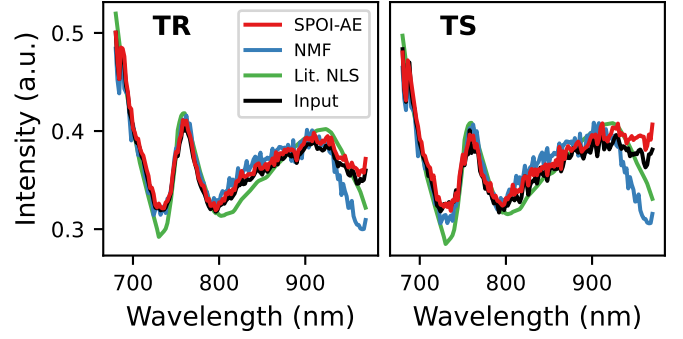 TR
TS
SPOI-AE
NMF
Lit. NLS
Input
Intensity (a.u.)
0.5
0.4
0.3
700 800 900
700 800 900
Wavelength (nm)
Wavelength (nm)